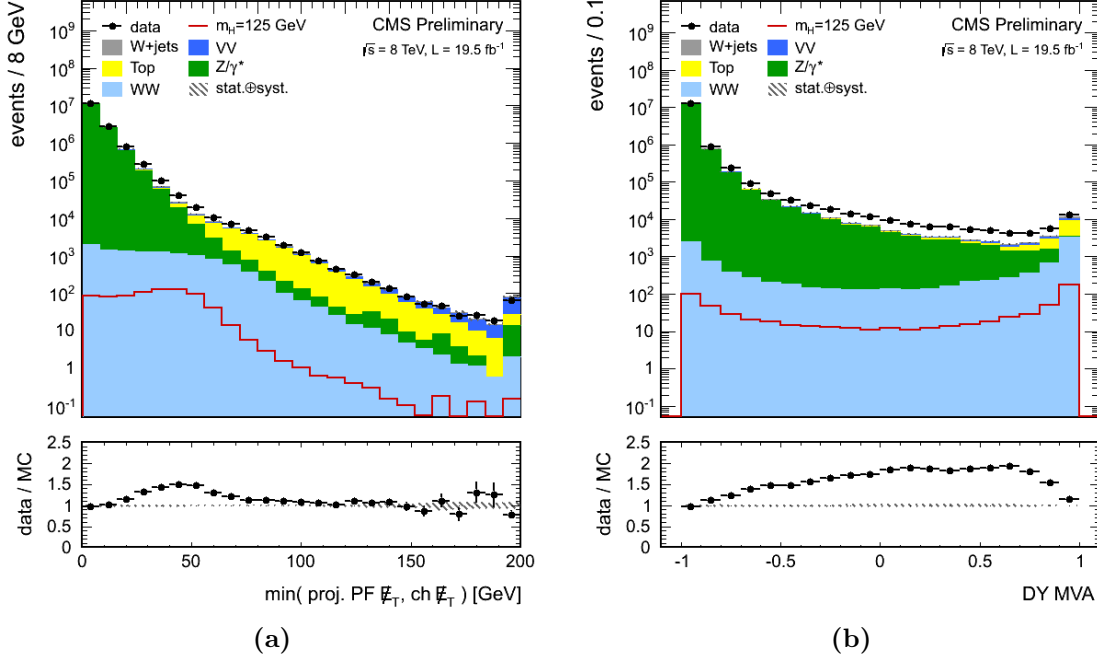 events / 8 GeV
10⁹
10⁸
10⁷
10⁶
10⁵
10⁴
10³
10²
10
1
10⁻¹
data
m_H=125 GeV
W+jets
VV
Top
Z/γ*
WW
stat.⊕syst.
CMS Preliminary
√s = 8 TeV, L = 19.5 fb⁻¹
data / MC
2.5
2
1.5
1
0.5
0
0 50 100 150 200
min( proj. PF E̸_T, ch E̸_T ) [GeV]
(a)
events / 0.1
10⁹
10⁸
10⁷
10⁶
10⁵
10⁴
10³
10²
10
1
10⁻¹
data
m_H=125 GeV
W+jets
VV
Top
Z/γ*
WW
stat.⊕syst.
CMS Preliminary
√s = 8 TeV, L = 19.5 fb⁻¹
data / MC
2.5
2
1.5
1
0.5
0
-1 -0.5 0 0.5 1
DY MVA
(b)